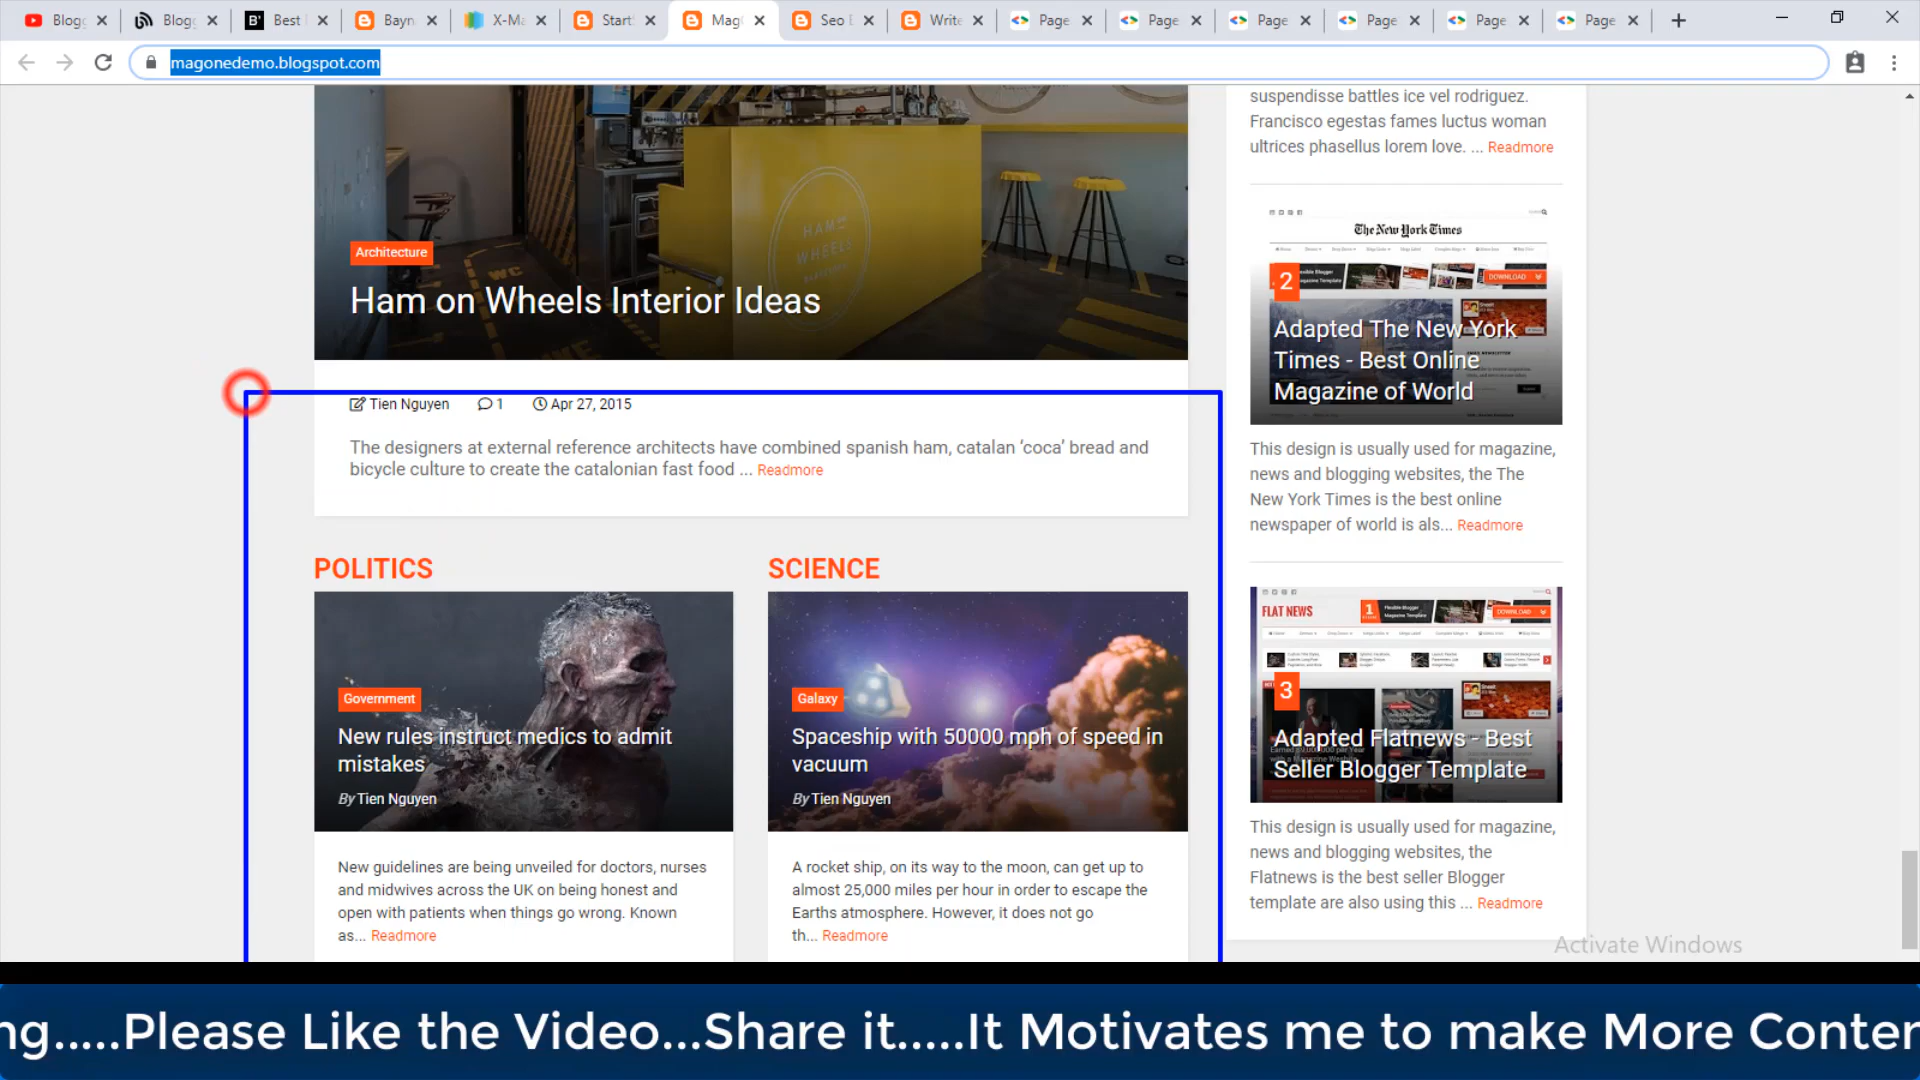 Blog
Blog
Best
Bayn
X-Ma
Start
Mag
Seo
Write
Page
Page
Page
Page
Page
Page
magonedemo.blogspot.com
Architecture
Ham on Wheels Interior Ideas
Tien Nguyen 1 Apr 27, 2015
The designers at external reference architects have combined spanish ham, catalan ‘coca’ bread and
bicycle culture to create the catalonian fast food ... Readmore
POLITICS
Government
New rules instruct medics to admit
mistakes
By Tien Nguyen
New guidelines are being unveiled for doctors, nurses
and midwives across the UK on being honest and
open with patients when things go wrong. Known
as... Readmore
SCIENCE
Galaxy
Spaceship with 50000 mph of speed in
vacuum
By Tien Nguyen
A rocket ship, on its way to the moon, can get up to
almost 25,000 miles per hour in order to escape the
Earths atmosphere. However, it does not go
th... Readmore
suspendisse battles ice vel rodriguez.
Francisco egestas fames luctus woman
ultrices phasellus lorem love. ... Readmore
The New York Times
DOWNLOAD
2
Adapted The New York
Times - Best Online
Magazine of World
This design is usually used for magazine,
news and blogging websites, the The
New York Times is the best online
newspaper of world is als... Readmore
FLAT NEWS
1
DOWNLOAD
3
Adapted Flatnews - Best
Seller Blogger Template
This design is usually used for magazine,
news and blogging websites, the
Flatnews is the best seller Blogger
template are also using this ... Readmore
Activate Windows
ng.....Please Like the Video...Share it.....It Motivates me to make More Conten